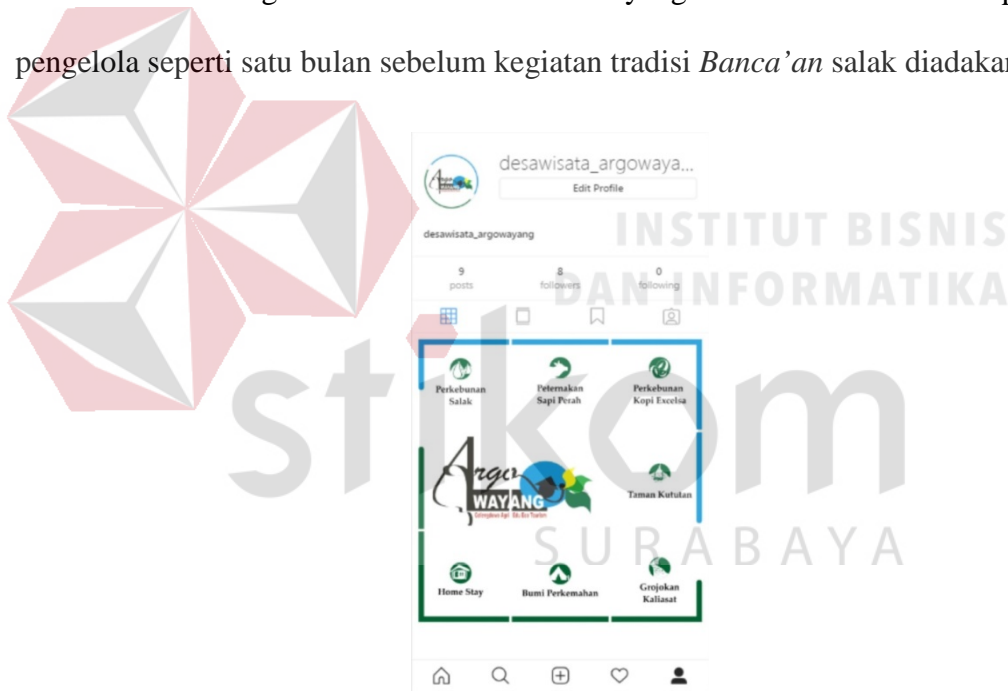 pengelola seperti satu bulan sebelum kegiatan tradisi Banca'an salak diadakan
desawisata_argowaya...
Edit Profile
desawisata_argowayang
9 8 0
posts followers following
Perkebunan Salak
Peternakan Sapi Perah
Perkebunan Kopi Excelsa
Argo
WAYANG
Taman Kututan
Home Stay
Bumi Perkemahan
Grojokan Kaliasat
INSTITUT BISNIS
DAN INFORMATIKA
stikom
SURABAYA